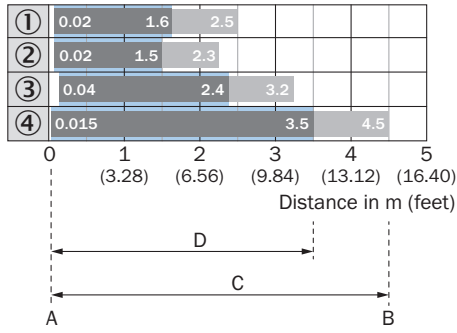 ① 0.02 1.6 2.5
② 0.02 1.5 2.3
③ 0.04 2.4 3.2
④ 0.015 3.5 4.5
0 1 2 3 4 5
(3.28) (6.56) (9.84) (13.12) (16.40)
Distance in m (feet)
D
C
A B